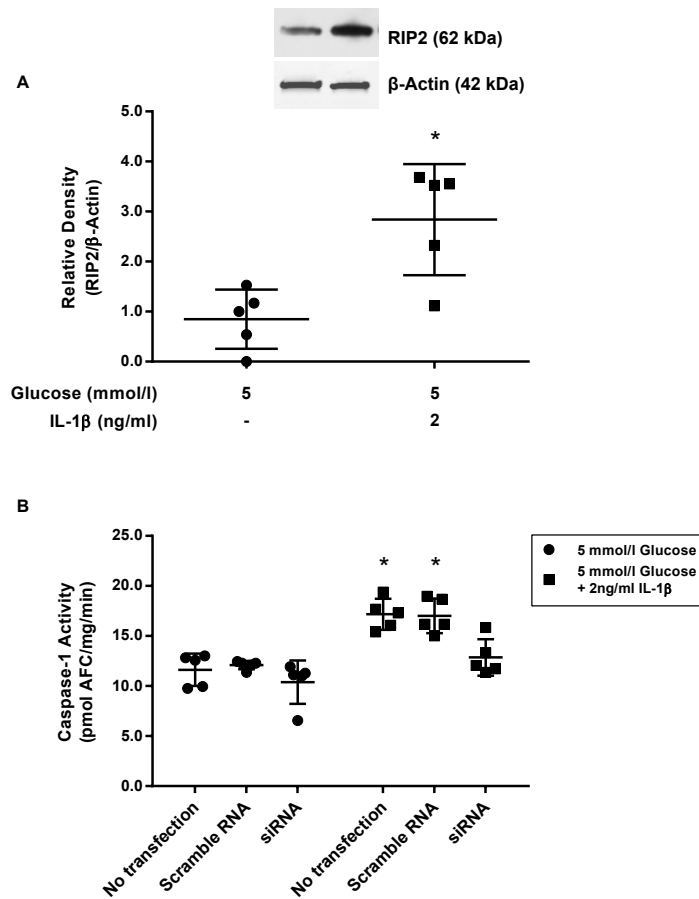 RIP2 (62 kDa)
β-Actin (42 kDa)
A
Relative Density
(RIP2/β-Actin)
5.0
4.0
3.0
2.0
1.0
0.0
*
Glucose (mmol/l) 5 5
IL-1β (ng/ml) - 2
B
Caspase-1 Activity
(pmol AFC/mg/min)
25.0
20.0
15.0
10.0
5.0
0.0
* *
5 mmol/l Glucose
5 mmol/l Glucose
+ 2ng/ml IL-1β
No transfection
Scramble RNA
siRNA
No transfection
Scramble RNA
siRNA